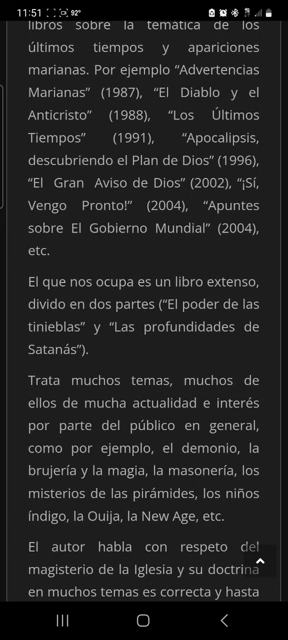 11:51 92°
libros sobre la temática de los
últimos tiempos y apariciones
marianas. Por ejemplo “Advertencias
Marianas” (1987), “El Diablo y el
Anticristo” (1988), “Los Últimos
Tiempos” (1991), “Apocalipsis,
descubriendo el Plan de Dios” (1996),
“El Gran Aviso de Dios” (2002), “¡Sí,
Vengo Pronto!” (2004), “Apuntes
sobre El Gobierno Mundial” (2004),
etc.
El que nos ocupa es un libro extenso,
divido en dos partes (“El poder de las
tinieblas” y “Las profundidades de
Satanás”).
Trata muchos temas, muchos de
ellos de mucha actualidad e interés
por parte del público en general,
como por ejemplo, el demonio, la
brujería y la magia, la masonería, los
misterios de las pirámides, los niños
índigo, la Ouija, la New Age, etc.
El autor habla con respeto del
magisterio de la Iglesia y su doctrina
en muchos temas es correcta y hasta